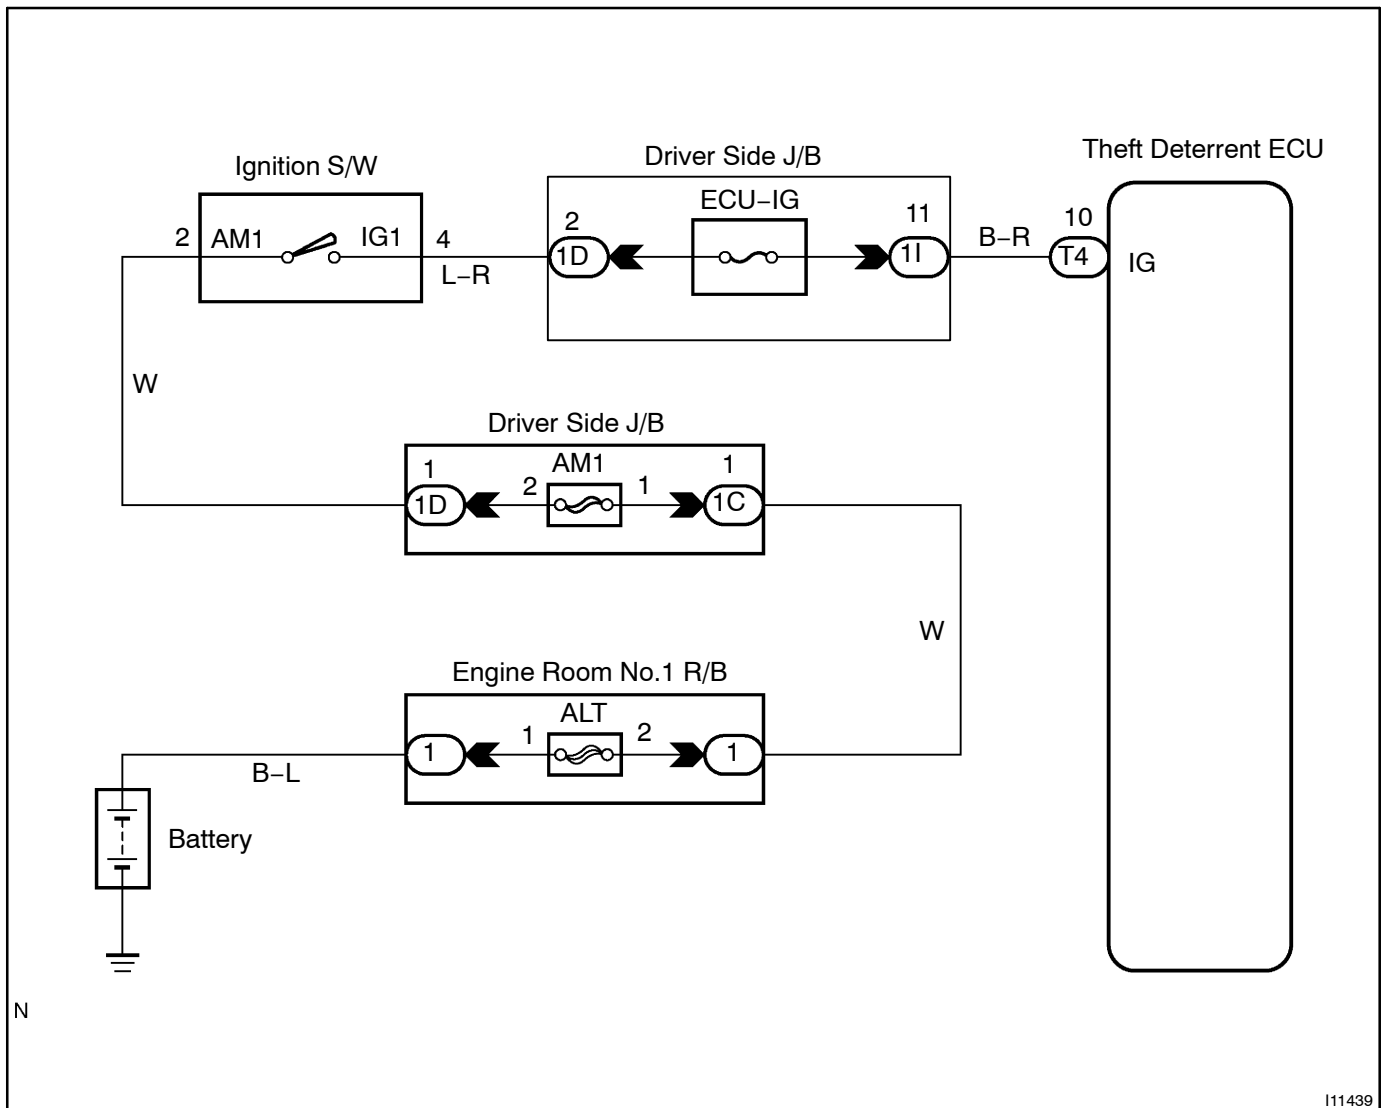 Theft Deterrent ECU
Driver Side J/B
Ignition S/W
ECU−IG
2 AM1 IG1 4
L−R
2
1D
11
1I
B−R
10
T4
IG
W
Driver Side J/B
AM1
1
1D
2
1
1
1C
W
Engine Room No.1 R/B
ALT
1
1
2
1
B−L
Battery
N
I11439